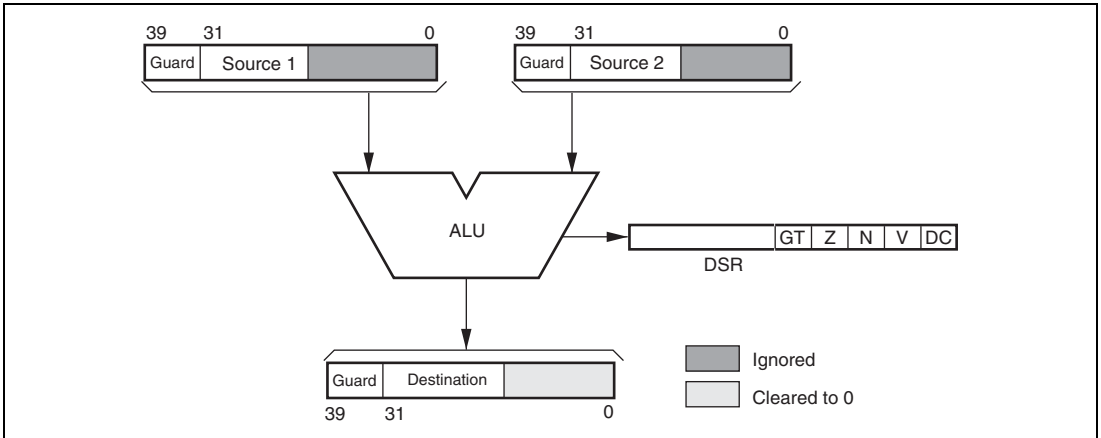 39 31 0
39 31 0
Guard Source 1
Guard Source 2
ALU
GT Z N V DC
DSR
Guard Destination
39 31 0
Ignored
Cleared to 0